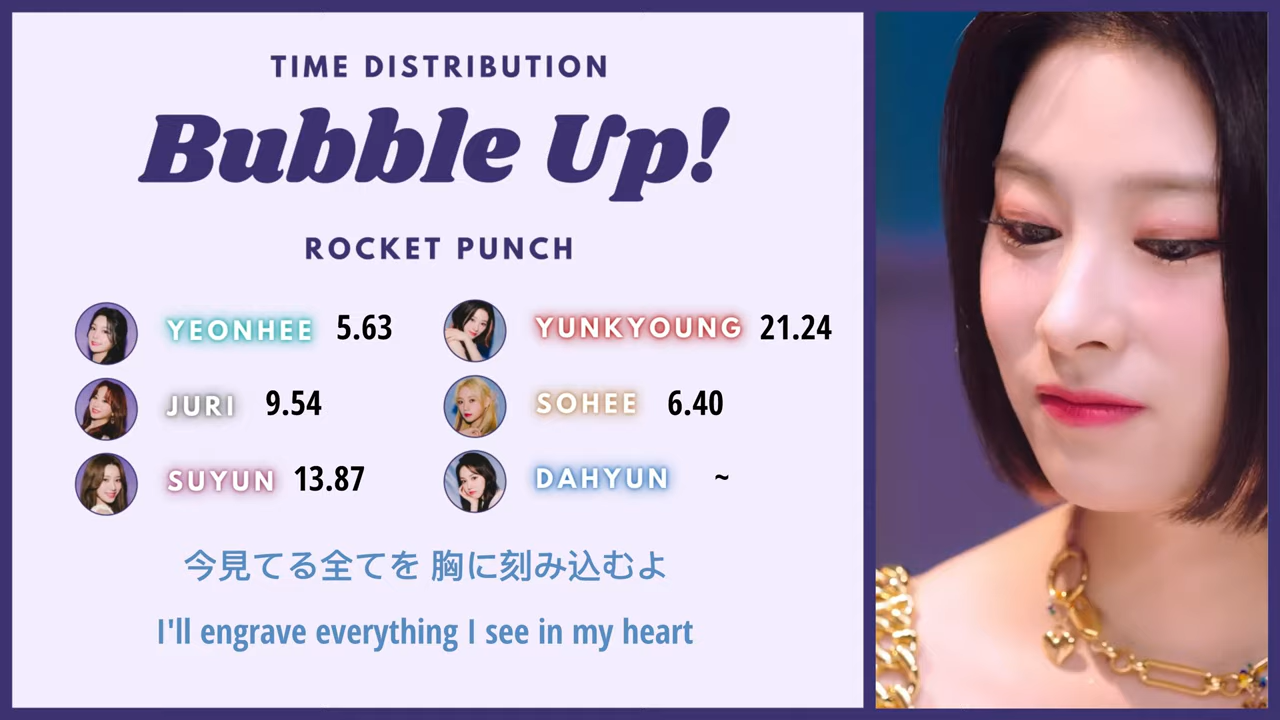 TIME DISTRIBUTION
Bubble Up!
ROCKET PUNCH
YEONHEE 5.63
YUNKYOUNG 21.24
JURI 9.54
SOHEE 6.40
SUYUN 13.87
DAHYUN ~
今見てる全てを 胸に刻み込むよ
I'll engrave everything I see in my heart